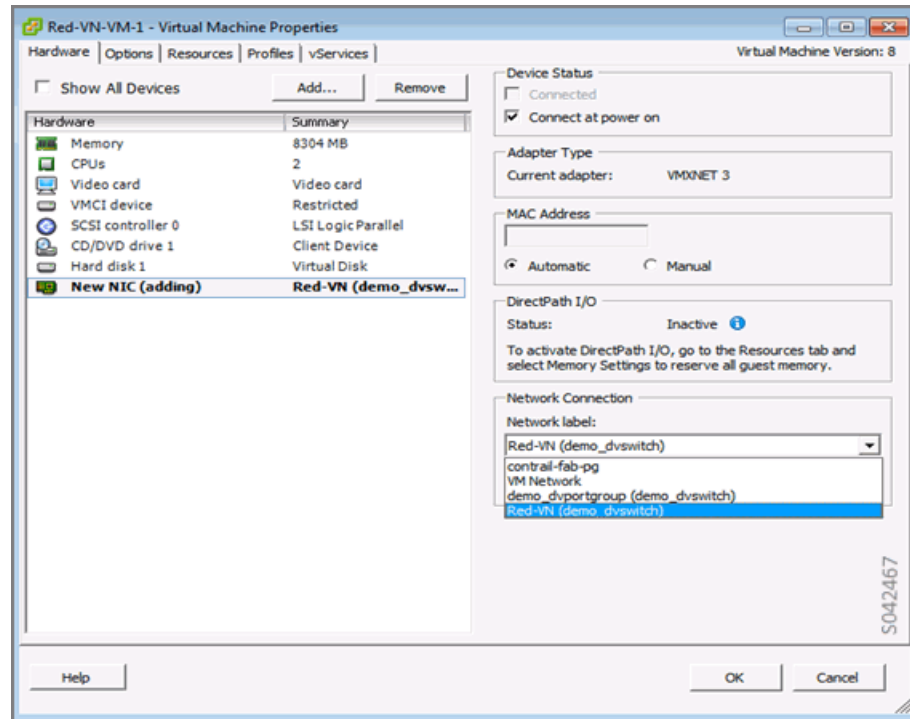 Red-VN-VM-1 - Virtual Machine Properties
Hardware Options Resources Profiles vServices
Virtual Machine Version: 8
Show All Devices
Add...
Remove
Hardware Summary
Memory 8304 MB
CPUs 2
Video card Video card
VMCI device Restricted
SCSI controller 0 LSI Logic Parallel
CD/DVD drive 1 Client Device
Hard disk 1 Virtual Disk
New NIC (adding) Red-VN (demo_dvsw...
Device Status
Connected
Connect at power on
Adapter Type
Current adapter: VMXNET 3
MAC Address
Automatic Manual
DirectPath I/O
Status: Inactive
To activate DirectPath I/O, go to the Resources tab and
select Memory Settings to reserve all guest memory.
Network Connection
Network label:
Red-VN (demo_dvswitch)
contrail-fab-pg
VM Network
demo_dvportgroup (demo_dvswitch)
Red-VN (demo_dvswitch)
S042467
Help
OK
Cancel